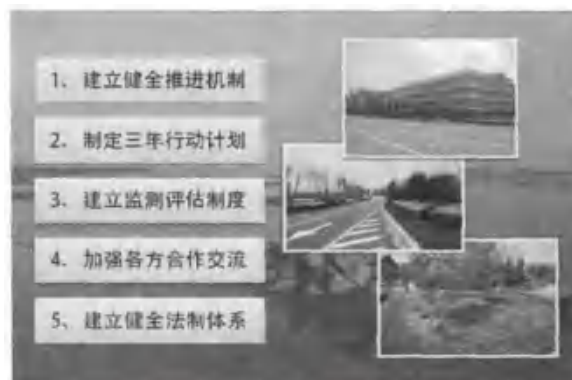 1、建立健全推进机制
2、制定三年行动计划
3、建立监测评估制度
4、加强各方合作交流
5、建立健全法制体系